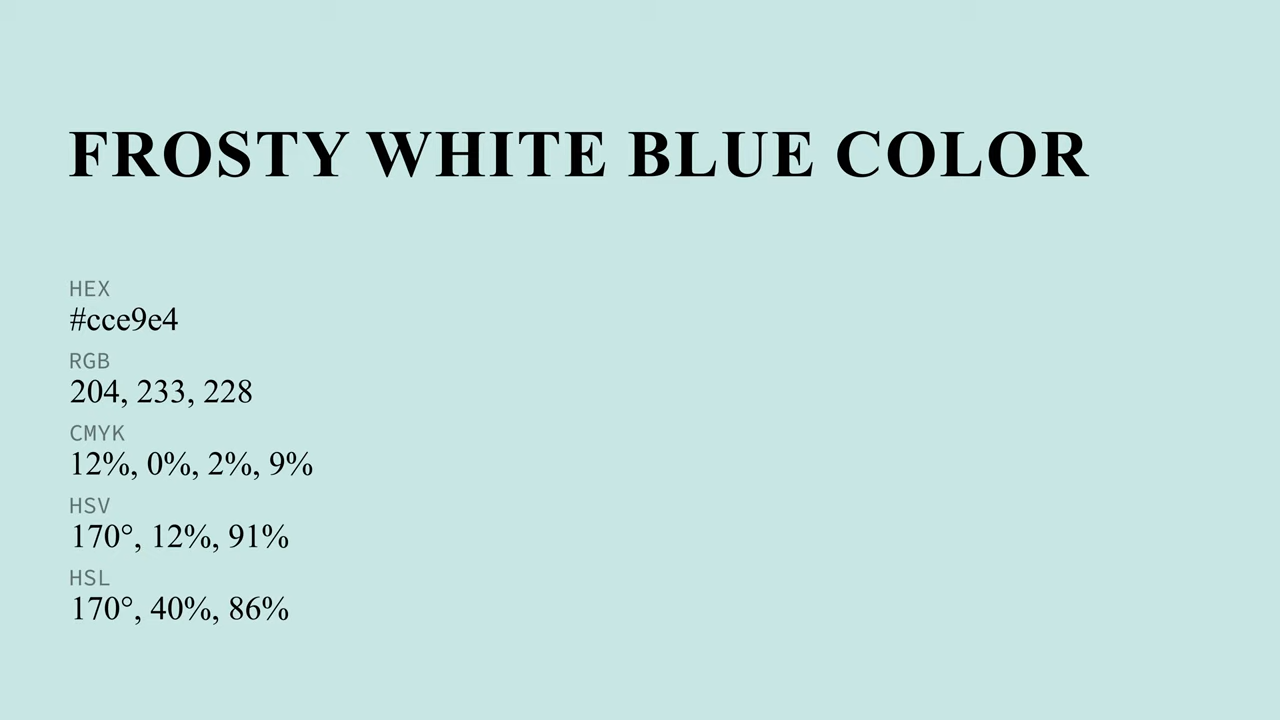 FROSTY WHITE BLUE COLOR
HEX
#cce9e4
RGB
204, 233, 228
CMYK
12%, 0%, 2%, 9%
HSV
170°, 12%, 91%
HSL
170°, 40%, 86%